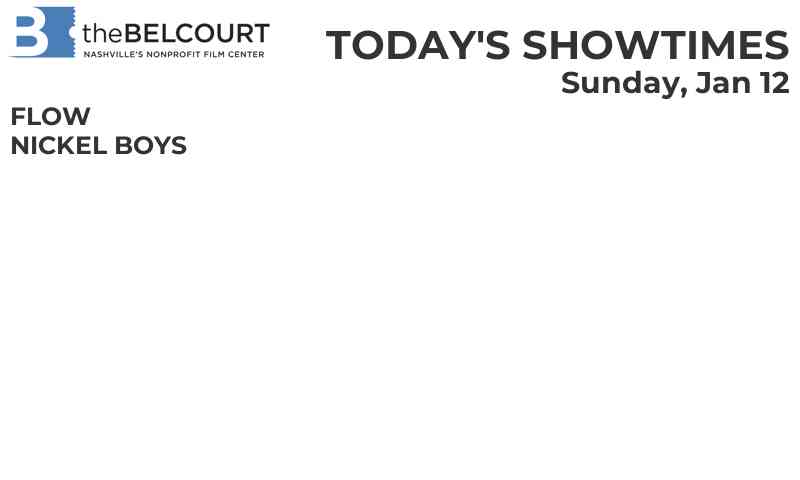 theBELCOURT
NASHVILLE'S NONPROFIT FILM CENTER
TODAY'S SHOWTIMES
Sunday, Jan 12
FLOW
NICKEL BOYS